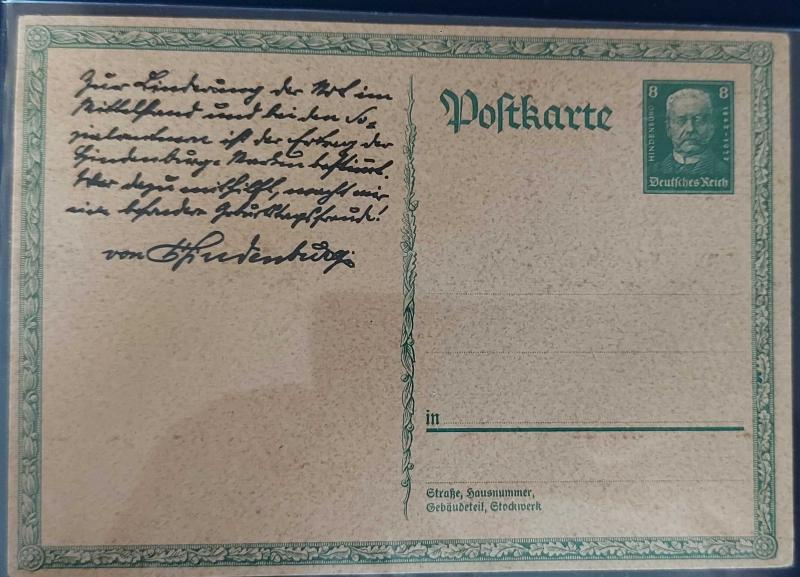 Zur Linderung der Not im
Mittelstand und bei den So=
zialrentnern ist der Ertrag der
Hindenburg-Marken bestimmt.
Wer dazu mithilft, macht mir
eine besondere Geburtstagsfreude!
von Hindenburg
Postkarte
8 8
HINDENBURG
1847-1927
Deutsches Reich
in
Straße, Hausnummer,
Gebäudeteil, Stockwerk